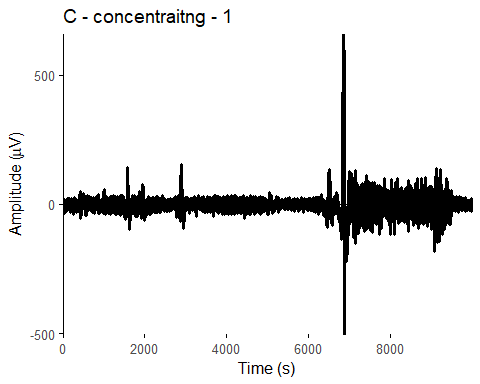 C - concentraitng - 1
500
0
-500
Amplitude (µV)
0 2000 4000 6000 8000
Time (s)